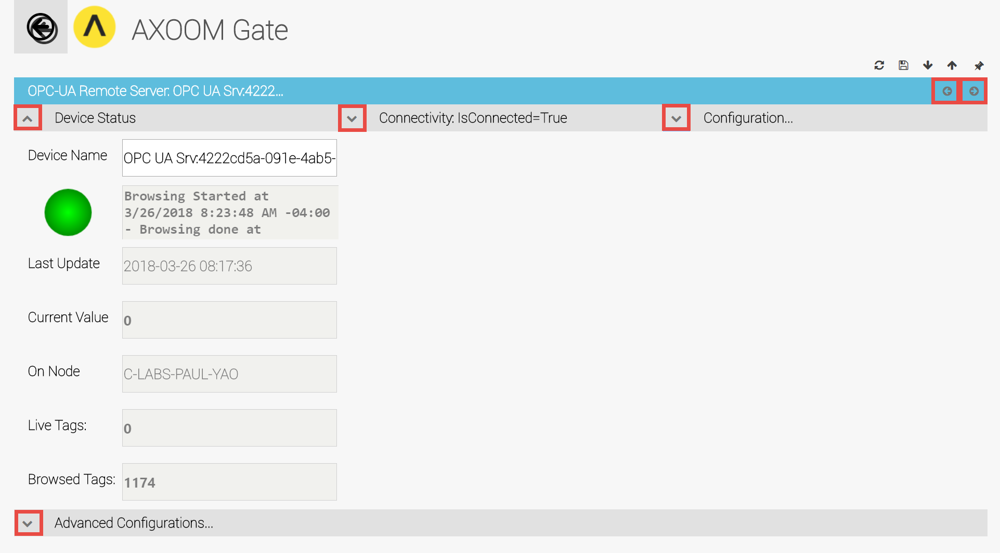 AXOOM Gate
OPC-UA Remote Server: OPC UA Srv:4222...
Device Status
Connectivity: IsConnected=True
Configuration...
Device Name
OPC UA Srv:4222cd5a-091e-4ab5-
Browsing Started at
3/26/2018 8:23:48 AM -04:00
- Browsing done at
Last Update
2018-03-26 08:17:36
Current Value
0
On Node
C-LABS-PAUL-YAO
Live Tags:
0
Browsed Tags:
1174
Advanced Configurations...